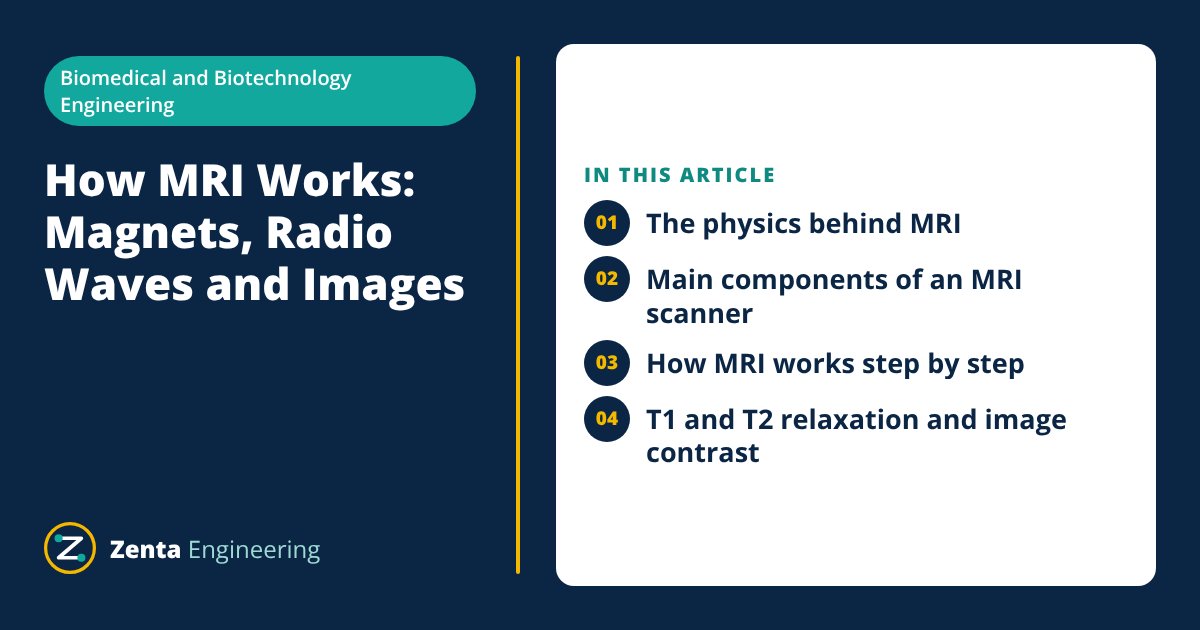 Biomedical and Biotechnology
Engineering
How MRI Works:
Magnets, Radio
Waves and Images
Zenta Engineering
IN THIS ARTICLE
01 The physics behind MRI
02 Main components of an MRI
scanner
03 How MRI works step by step
04 T1 and T2 relaxation and image
contrast